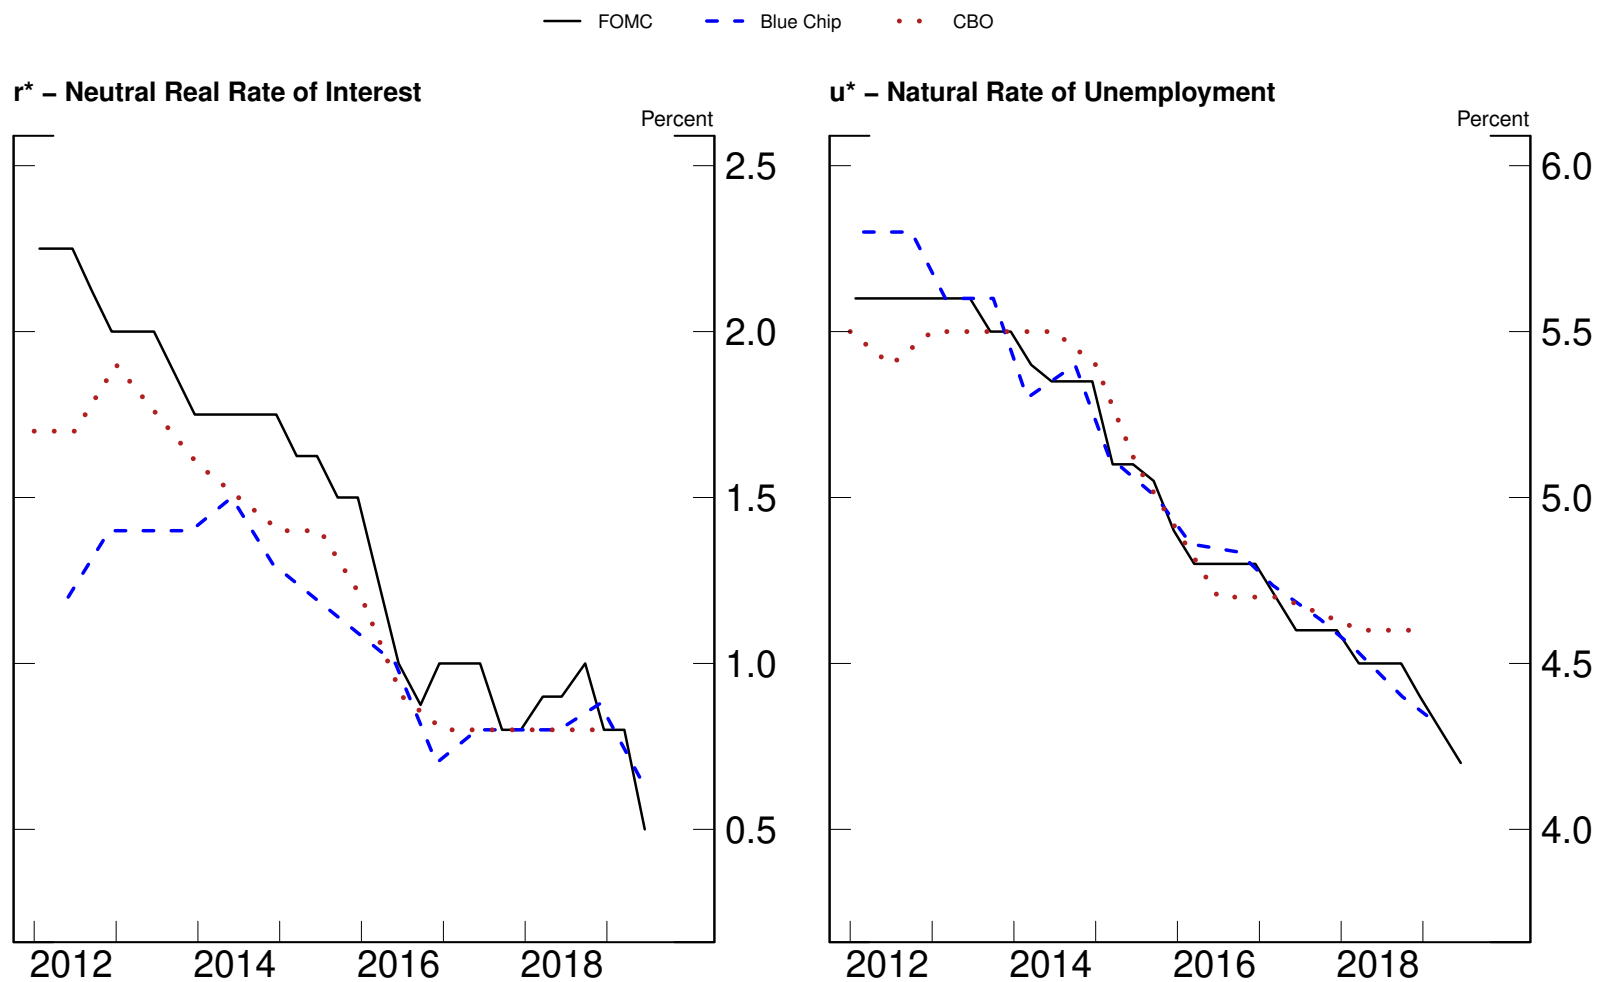 FOMC Blue Chip CBO
r* – Neutral Real Rate of Interest
Percent
2.5
2.0
1.5
1.0
0.5
2012 2014 2016 2018
u* – Natural Rate of Unemployment
Percent
6.0
5.5
5.0
4.5
4.0
2012 2014 2016 2018